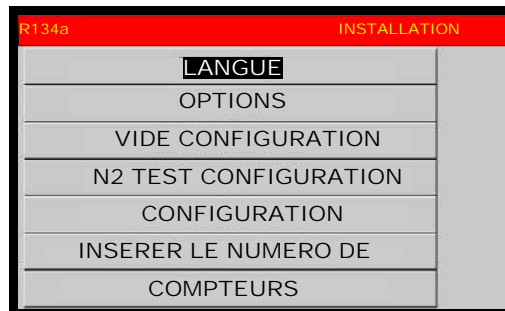 R134a INSTALLATION
LANGUE
OPTIONS
VIDE CONFIGURATION
N2 TEST CONFIGURATION
CONFIGURATION
INSERER LE NUMERO DE
COMPTEURS